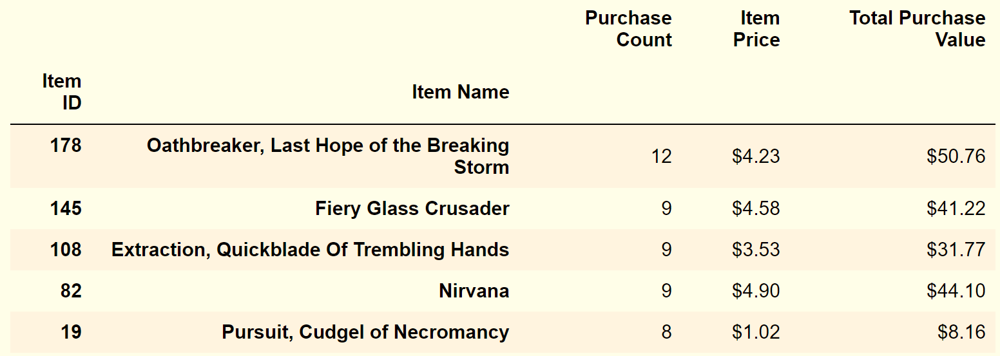 Purchase Count Item Price Total Purchase Value
Item ID Item Name
178 Oathbreaker, Last Hope of the Breaking Storm 12 $4.23 $50.76
145 Fiery Glass Crusader 9 $4.58 $41.22
108 Extraction, Quickblade Of Trembling Hands 9 $3.53 $31.77
82 Nirvana 9 $4.90 $44.10
19 Pursuit, Cudgel of Necromancy 8 $1.02 $8.16